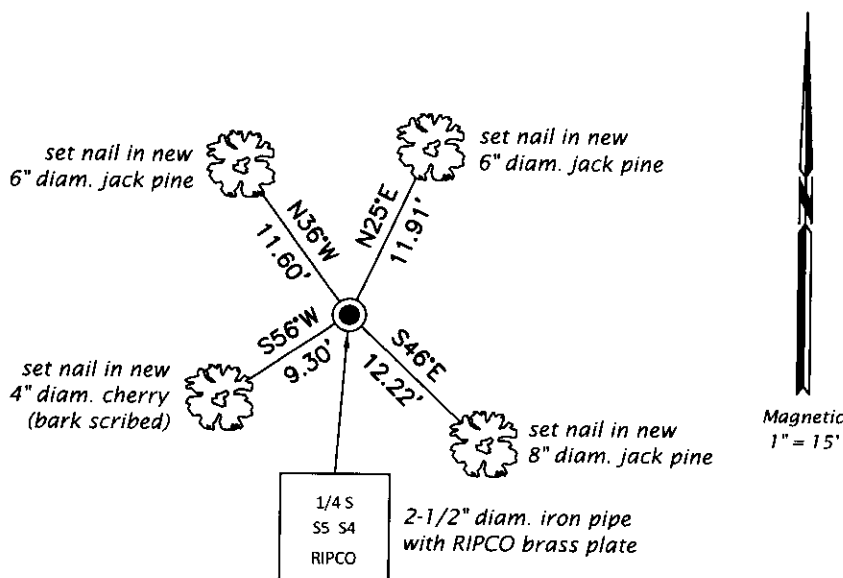 set nail in new
6" diam. jack pine
set nail in new
6" diam. jack pine
N36°W
11.60'
N25°E
11.91'
N
S56°W
9.30'
S46°E
12.22'
set nail in new
4" diam. cherry
(bark scribed)
set nail in new
8" diam. jack pine
Magnetic
1" = 15'
1/4 S
S5 S4
RIPCO
2-1/2" diam. iron pipe
with RIPCO brass plate